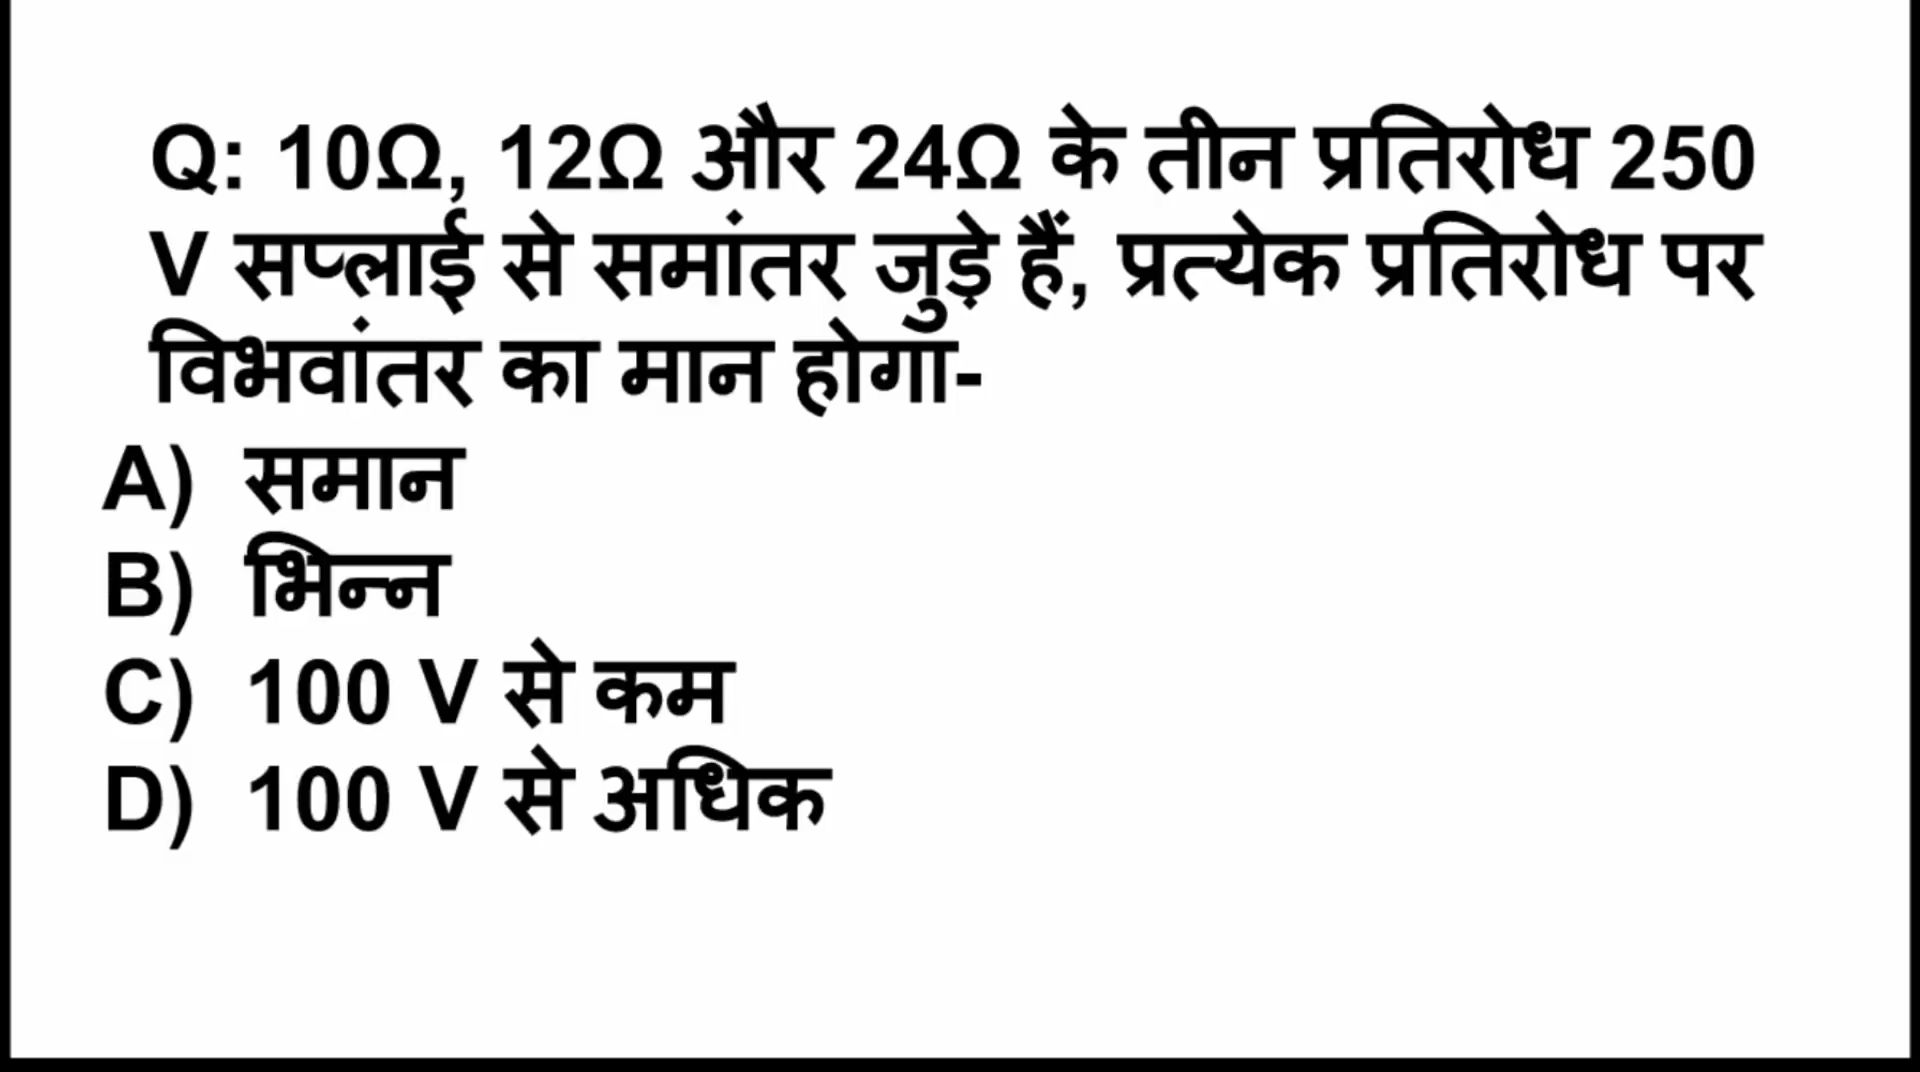 Q: 10Ω, 12Ω और 24Ω के तीन प्रतिरोध 250
V सप्लाई से समांतर जुड़े हैं, प्रत्येक प्रतिरोध पर
विभवांतर का मान होगा-
A) समान
B) भिन्न
C) 100 V से कम
D) 100 V से अधिक